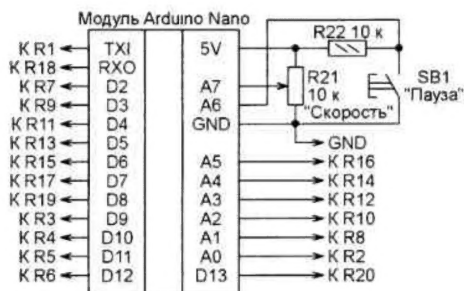 Модуль Arduino Nano
К R1 TXI 5V R22 10 к
К R18 RXO
К R7 D2 A7 R21 SB1
К R9 D3 A6 10 к "Пауза"
К R11 D4 GND "Скорость"
К R13 D5 GND
К R15 D6 A5 К R16
К R17 D7 A4 К R14
К R19 D8 A3 К R12
К R3 D9 A2 К R10
К R4 D10 A1 К R8
К R5 D11 A0 К R2
К R6 D12 D13 К R20